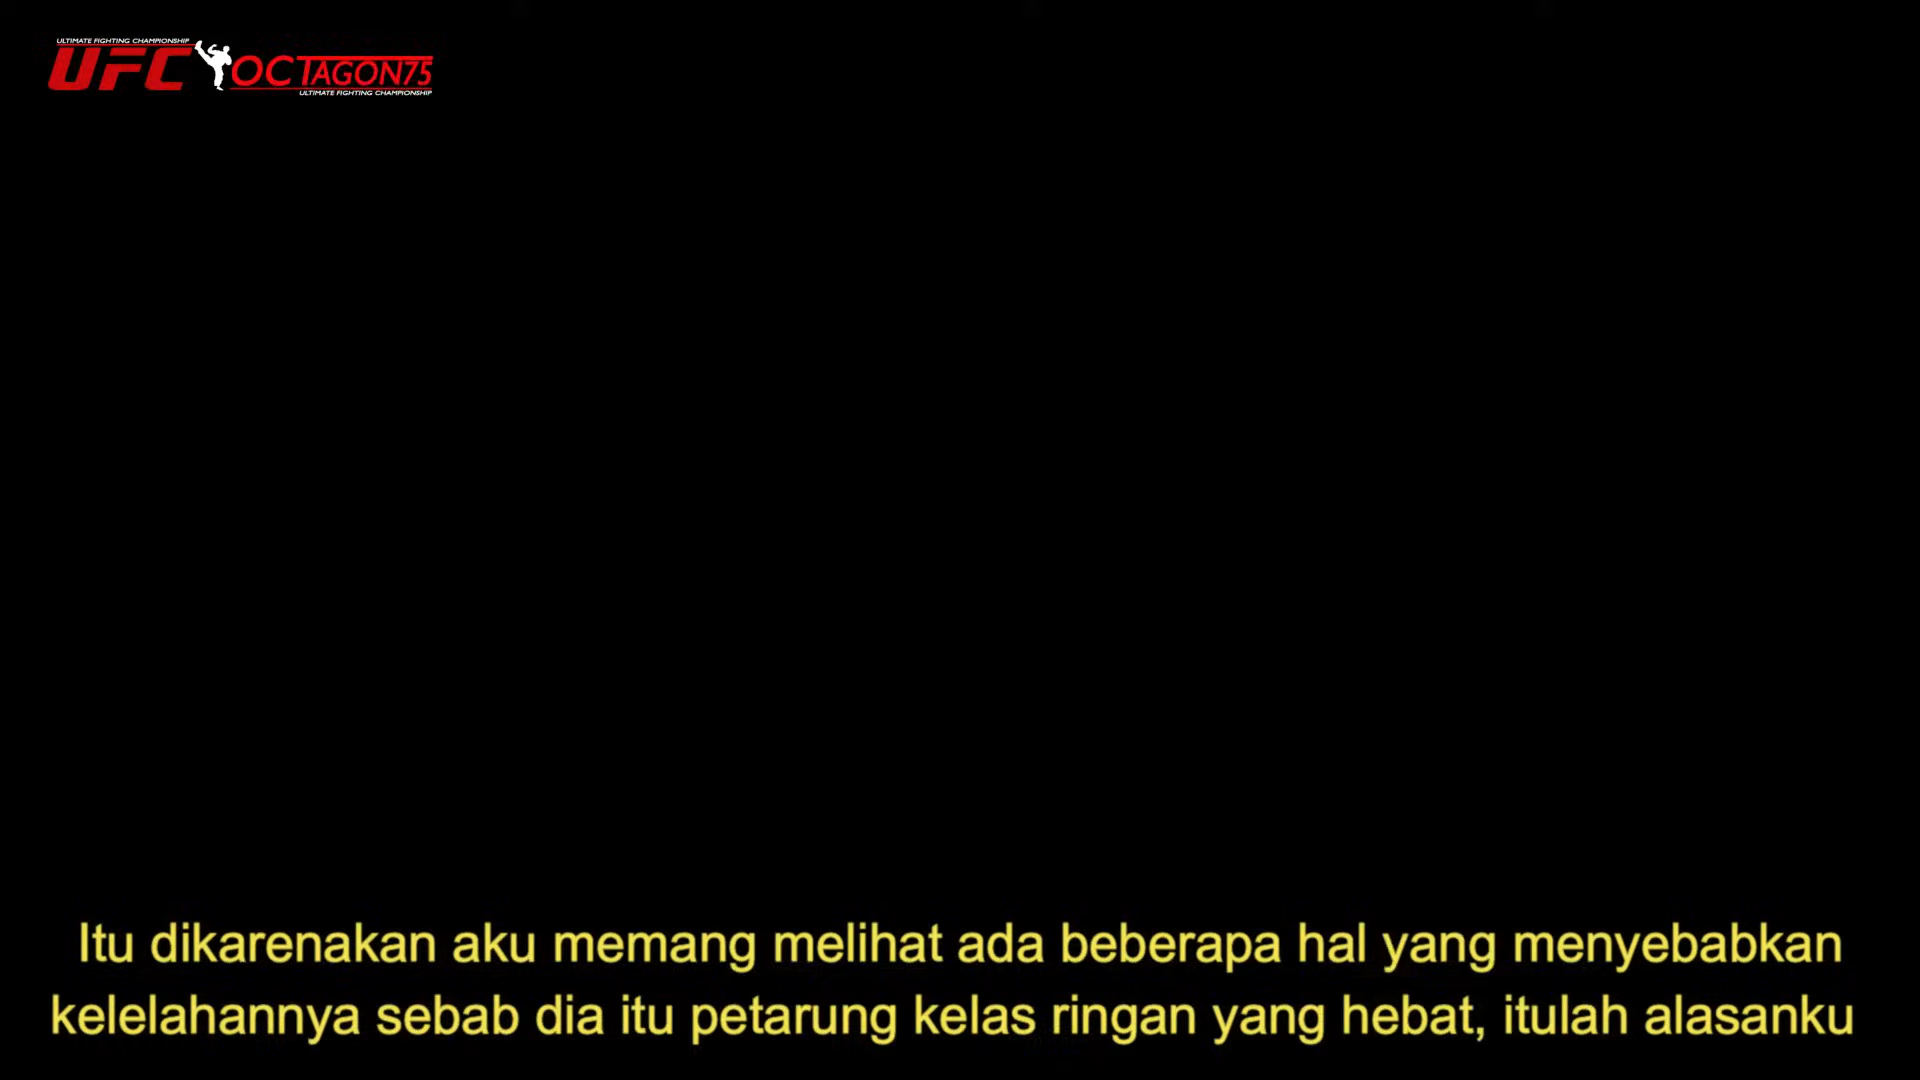 ULTIMATE FIGHTING CHAMPIONSHIP
UFC OCTAGON75
ULTIMATE FIGHTING CHAMPIONSHIP
Itu dikarenakan aku memang melihat ada beberapa hal yang menyebabkan
kelelahannya sebab dia itu petarung kelas ringan yang hebat, itulah alasanku